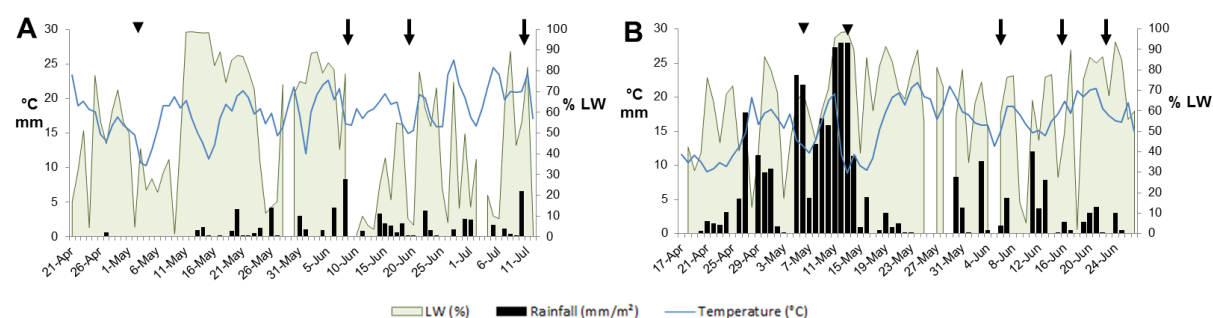 A
30
25
20
15
10
5
0
°C
mm
100
90
80
70
60
50
40
30
20
10
0
% LW
21-Apr
26-Apr
1-May
6-May
11-May
16-May
21-May
26-May
31-May
5-Jun
10-Jun
15-Jun
20-Jun
25-Jun
1-Jul
6-Jul
11-Jul
B
30
25
20
15
10
5
0
°C
mm
100
90
80
70
60
50
40
30
20
10
0
% LW
17-Apr
21-Apr
25-Apr
29-Apr
3-May
7-May
11-May
15-May
19-May
23-May
27-May
31-May
4-Jun
8-Jun
12-Jun
16-Jun
20-Jun
24-Jun
LW (%) Rainfall (mm/m²) Temperature (°C)